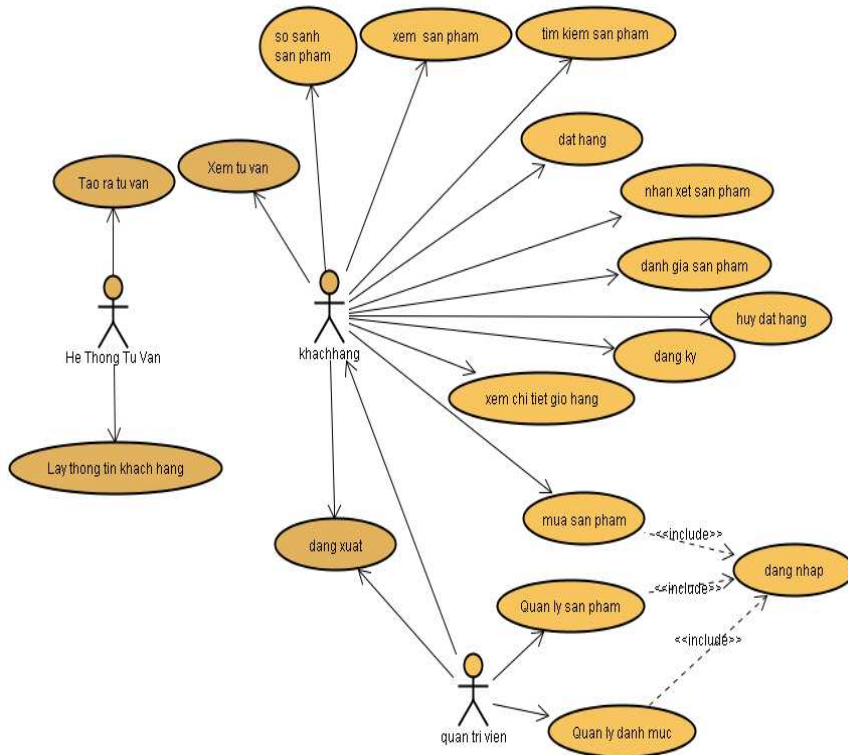 so sanh
san pham
xem san pham
tim kiem san pham
dat hang
Tao ra tu van
Xem tu van
nhan xet san pham
danh gia san pham
huy dat hang
dang ky
He Thong Tu Van
khachhang
xem chi tiet gio hang
Lay thong tin khach hang
mua san pham
<<include>>
dang xuat
dang nhap
Quan ly san pham
<<include>>
<<include>>
quan tri vien
Quan ly danh muc